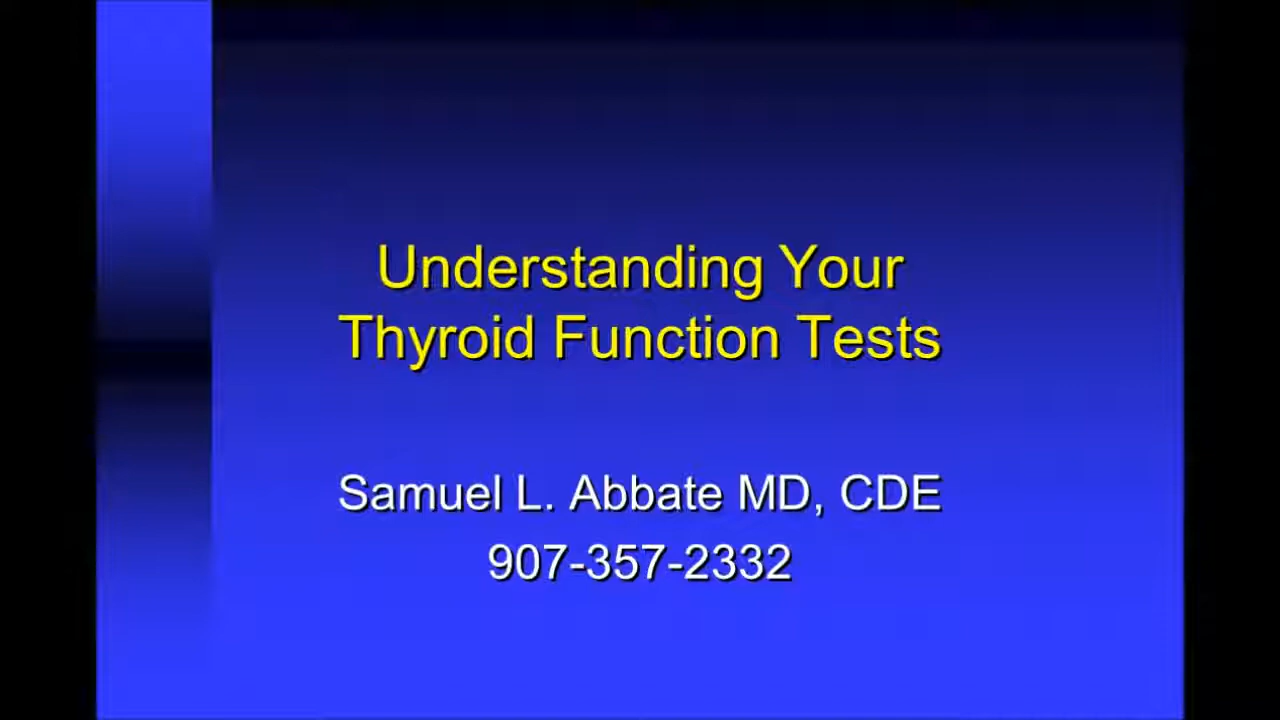 Understanding Your
Thyroid Function Tests
Samuel L. Abbate MD, CDE
907-357-2332